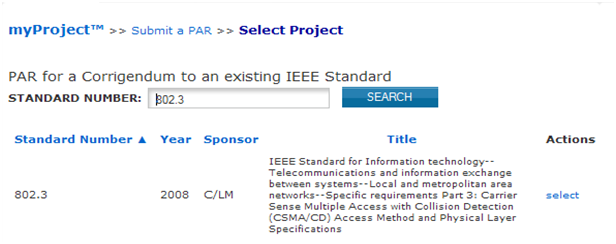 myProject™ >> Submit a PAR >> Select Project
PAR for a Corrigendum to an existing IEEE Standard
STANDARD NUMBER: 802.3 SEARCH
Standard Number ▲ Year Sponsor Title Actions
IEEE Standard for Information technology--
Telecommunications and information exchange
between systems--Local and metropolitan area
802.3 2008 C/LM networks--Specific requirements Part 3: Carrier select
Sense Multiple Access with Collision Detection
(CSMA/CD) Access Method and Physical Layer
Specifications